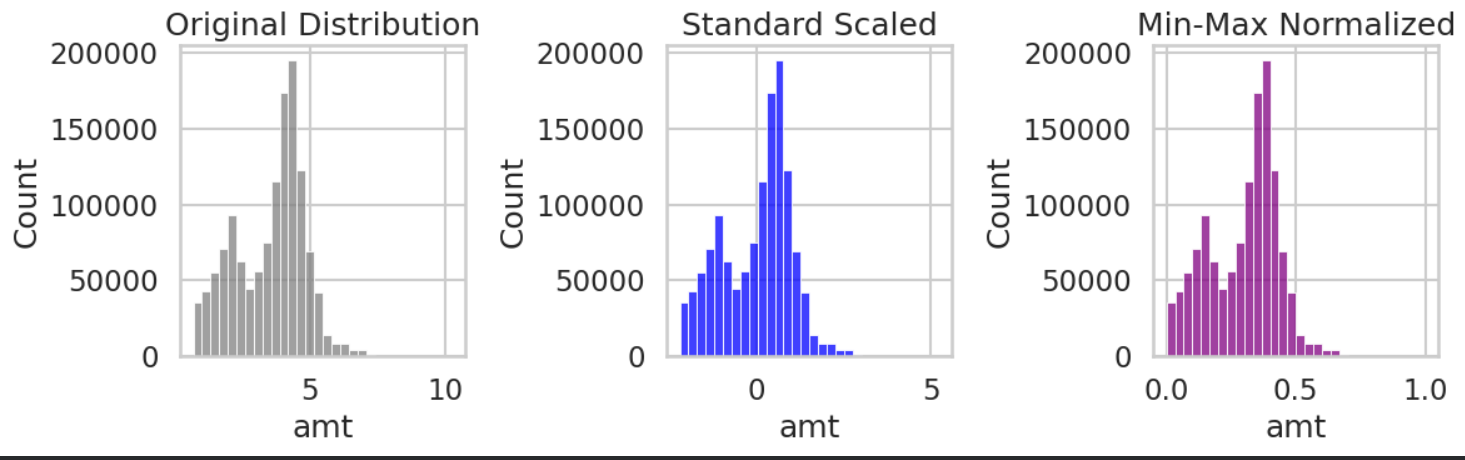 Original Distribution
200000
150000
100000
50000
0
Count
5 10
amt
Standard Scaled
200000
150000
100000
50000
0
Count
0 5
amt
Min-Max Normalized
200000
150000
100000
50000
0
Count
0.0 0.5 1.0
amt